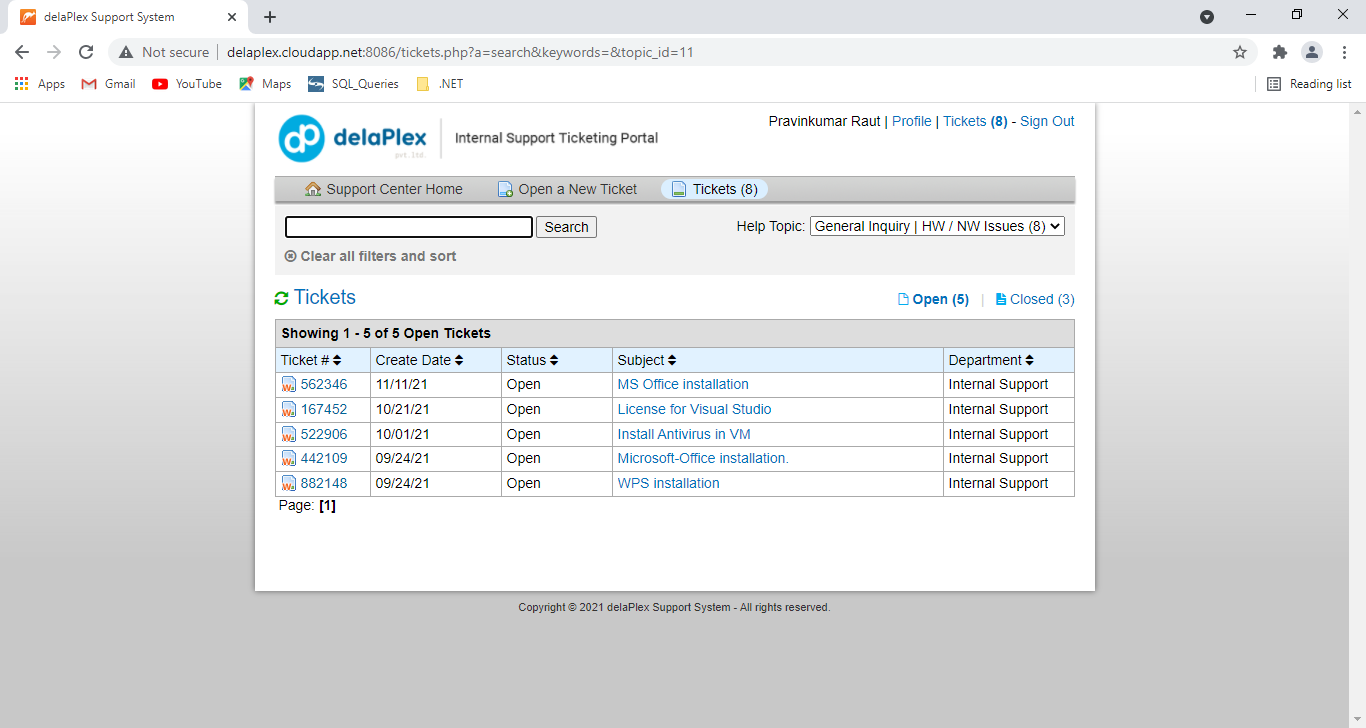 delaPlex Support System
Not secure | delaplex.cloudapp.net:8086/tickets.php?a=search&keywords=&topic_id=11
Apps Gmail YouTube Maps SQL_Queries .NET Reading list
delaPlex pvt.ltd. Internal Support Ticketing Portal
Pravinkumar Raut | Profile | Tickets (8) - Sign Out
Support Center Home Open a New Ticket Tickets (8)
Search Help Topic: General Inquiry | HW / NW Issues (8)
Clear all filters and sort
Tickets Open (5) | Closed (3)
Showing 1 - 5 of 5 Open Tickets
Ticket # Create Date Status Subject Department
562346 11/11/21 Open MS Office installation Internal Support
167452 10/21/21 Open License for Visual Studio Internal Support
522906 10/01/21 Open Install Antivirus in VM Internal Support
442109 09/24/21 Open Microsoft-Office installation. Internal Support
882148 09/24/21 Open WPS installation Internal Support
Page: [1]
Copyright © 2021 delaPlex Support System - All rights reserved.